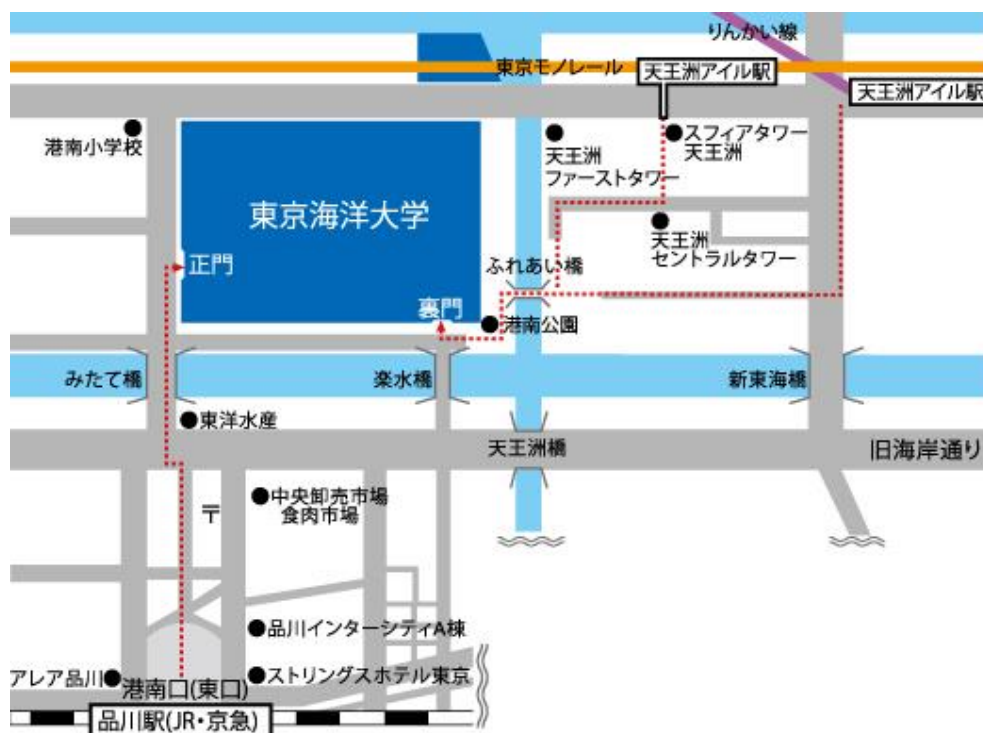 りんかい線
東京モノレール
天王洲アイル駅
天王洲アイル駅
港南小学校
天王洲
ファーストタワー
スフィアタワー
天王洲
東京海洋大学
天王洲
セントラルタワー
正門
ふれあい橋
裏門
港南公園
みたて橋
楽水橋
新東海橋
東洋水産
天王洲橋
旧海岸通り
〒
中央卸売市場
食肉市場
品川インターシティA棟
アレア品川
ストリングスホテル東京
港南口(東口)
品川駅(JR・京急)